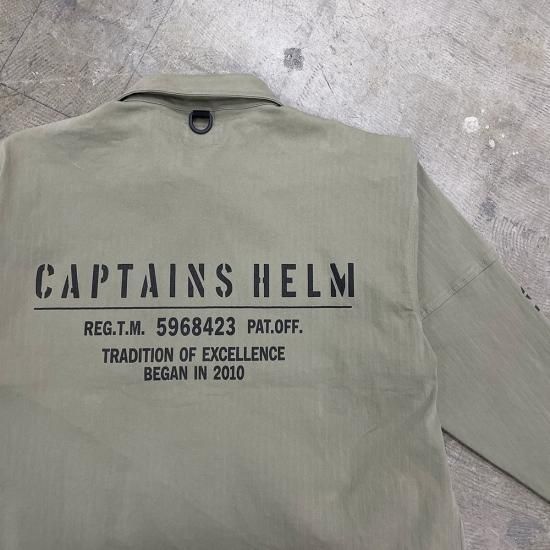 CAPTAINS HELM
REG.T.M. 5968423 PAT.OFF.
TRADITION OF EXCELLENCE
BEGAN IN 2010